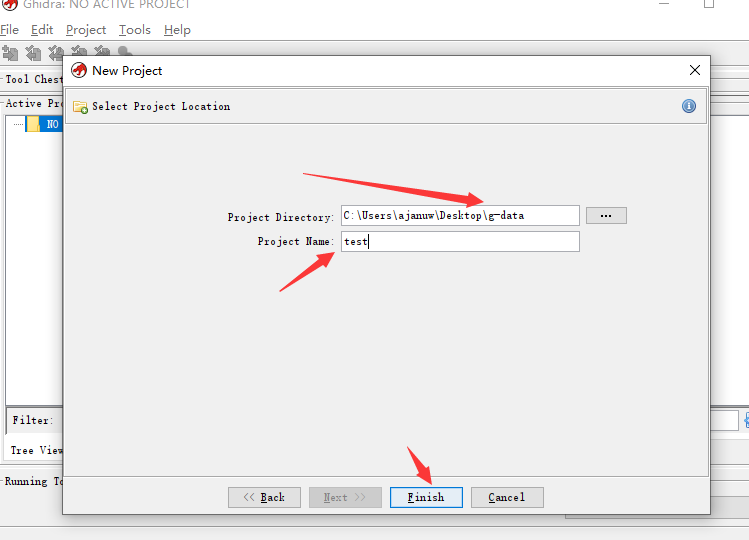 Ghidra: NO ACTIVE PROJECT
File Edit Project Tools Help
Tool Chest
New Project
Active Pro
NO
Select Project Location
Project Directory: C:\Users\ajanuw\Desktop\g-data ...
Project Name: test
Filter:
Tree View
Running To
<< Back Next >> Finish Cancel